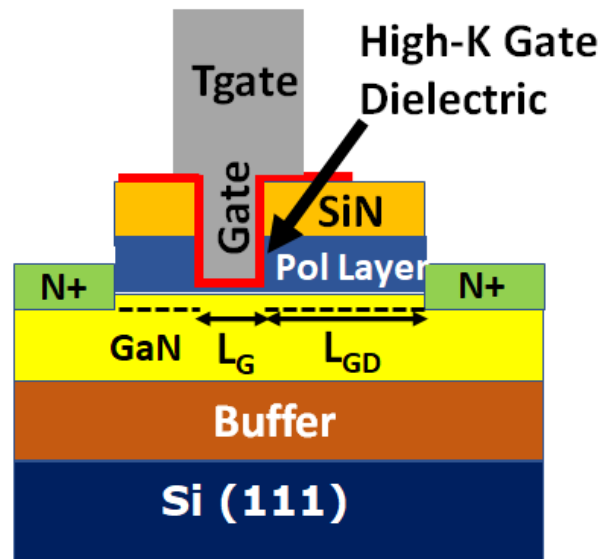 High-K Gate
Dielectric
Tgate
Gate
SiN
Pol Layer
N+
N+
GaN
LG
LGD
Buffer
Si (111)